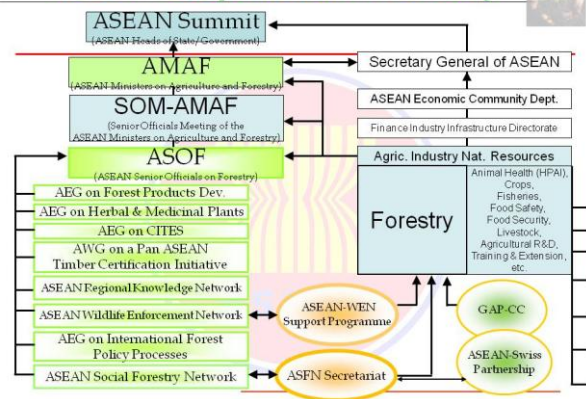 ASEAN Summit
(ASEAN Heads of State/Government)
AMAF
(ASEAN Ministers on Agriculture and Forestry)
SOM-AMAF
(Senior Officials Meeting of the
ASEAN Ministers on Agriculture and Forestry)
ASOF
(ASEAN Senior Officials on Forestry)
AEG on Forest Products Dev.
AEG on Herbal & Medicinal Plants
AEG on CITES
AWG on a Pan ASEAN
Timber Certification Initiative
ASEAN Regional Knowledge Network
ASEAN Wildlife Enforcement Network
AEG on International Forest
Policy Processes
ASEAN Social Forestry Network
Secretary General of ASEAN
ASEAN Economic Community Dept.
Finance Industry Infrastructure Directorate
Agric. Industry Nat. Resources
Forestry
Animal Health (HPAI),
Crops,
Fisheries,
Food Safety,
Food Security,
Livestock,
Agricultural R&D,
Training & Extension,
etc.
ASEAN-WEN
Support Programme
GAP-CC
ASFN Secretariat
ASEAN-Swiss
Partnership